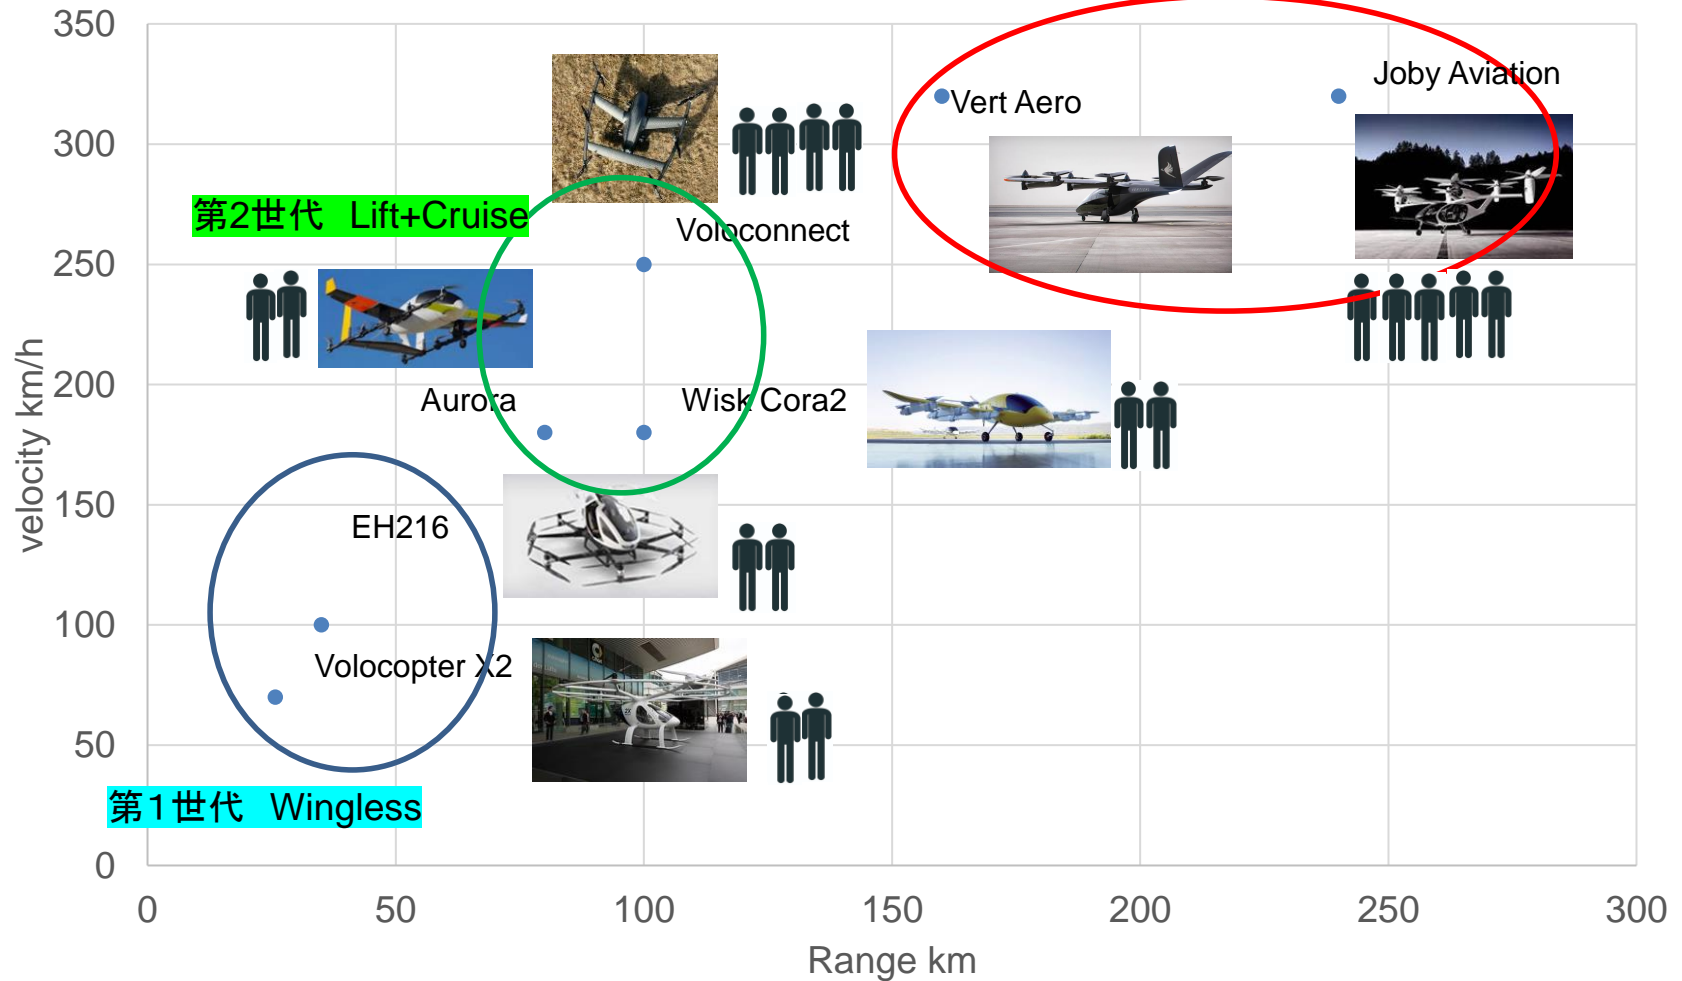 350
300
250
200
150
100
50
0
velocity km/h
0
50
100
150
200
250
300
Range km
Joby Aviation
Vert Aero
第2世代　Lift+Cruise
Voloconnect
Aurora
Wisk Cora2
EH216
Volocopter X2
第１世代　Wingless